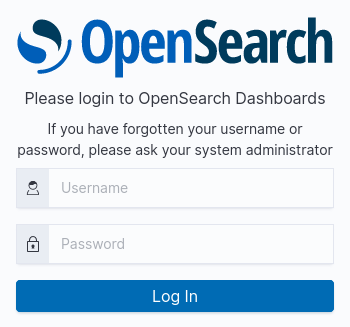 OpenSearch
Please login to OpenSearch Dashboards
If you have forgotten your username or
password, please ask your system administrator
Username
Password
Log In